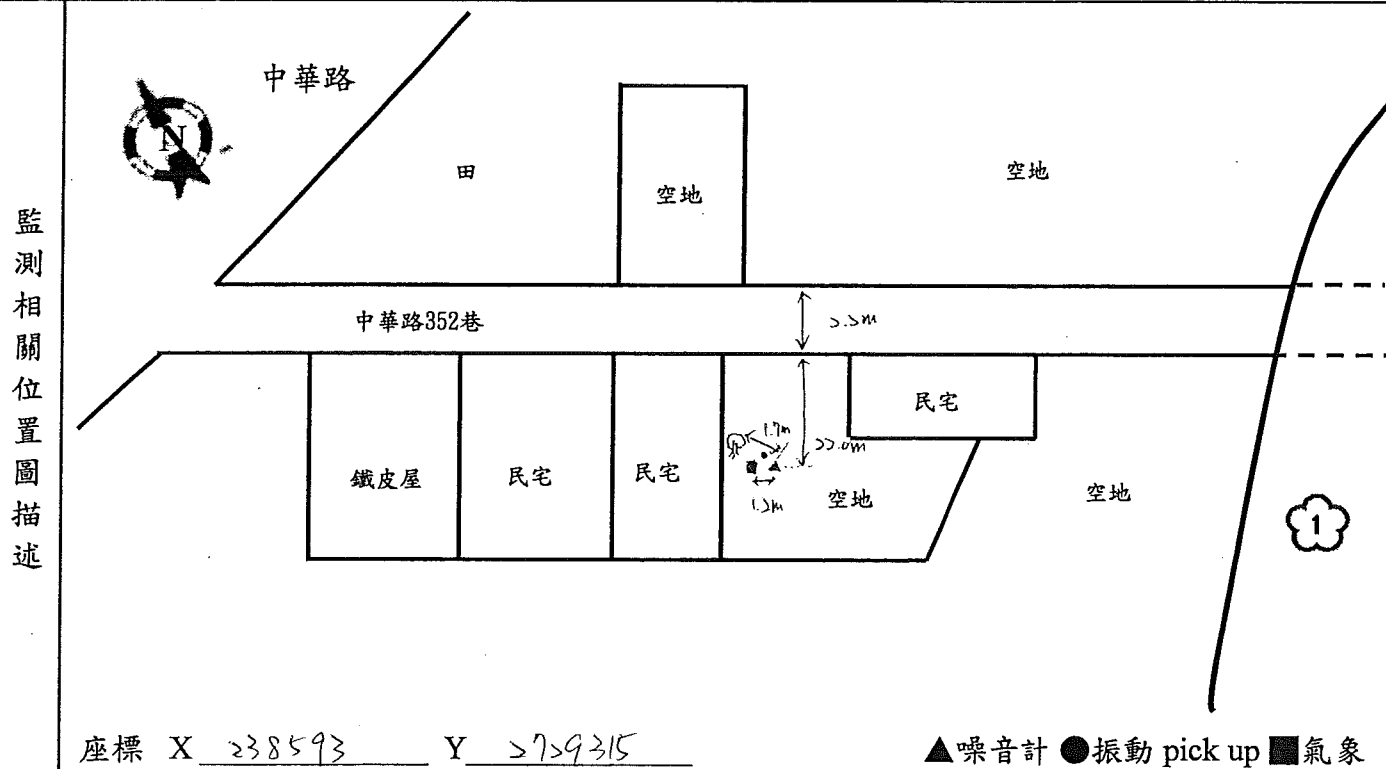 監測相關位置圖描述
中華路
N
田
空地
空地
中華路352巷
2.2m
民宅
1.7m
22.0m
鐵皮屋
民宅
民宅
1.2m
空地
空地
1
座標 X 238593 Y 2729315
▲噪音計 ●振動 pick up ■氣象